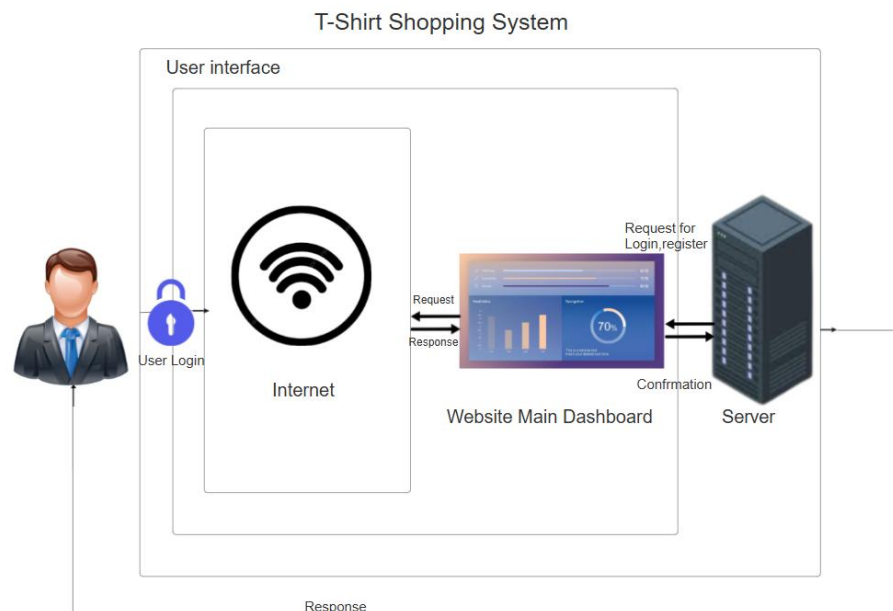 T-Shirt Shopping System
User interface
Request for
Login,register
Request
Response
70%
User Login
Internet
Confrmation
Website Main Dashboard
Server
Response